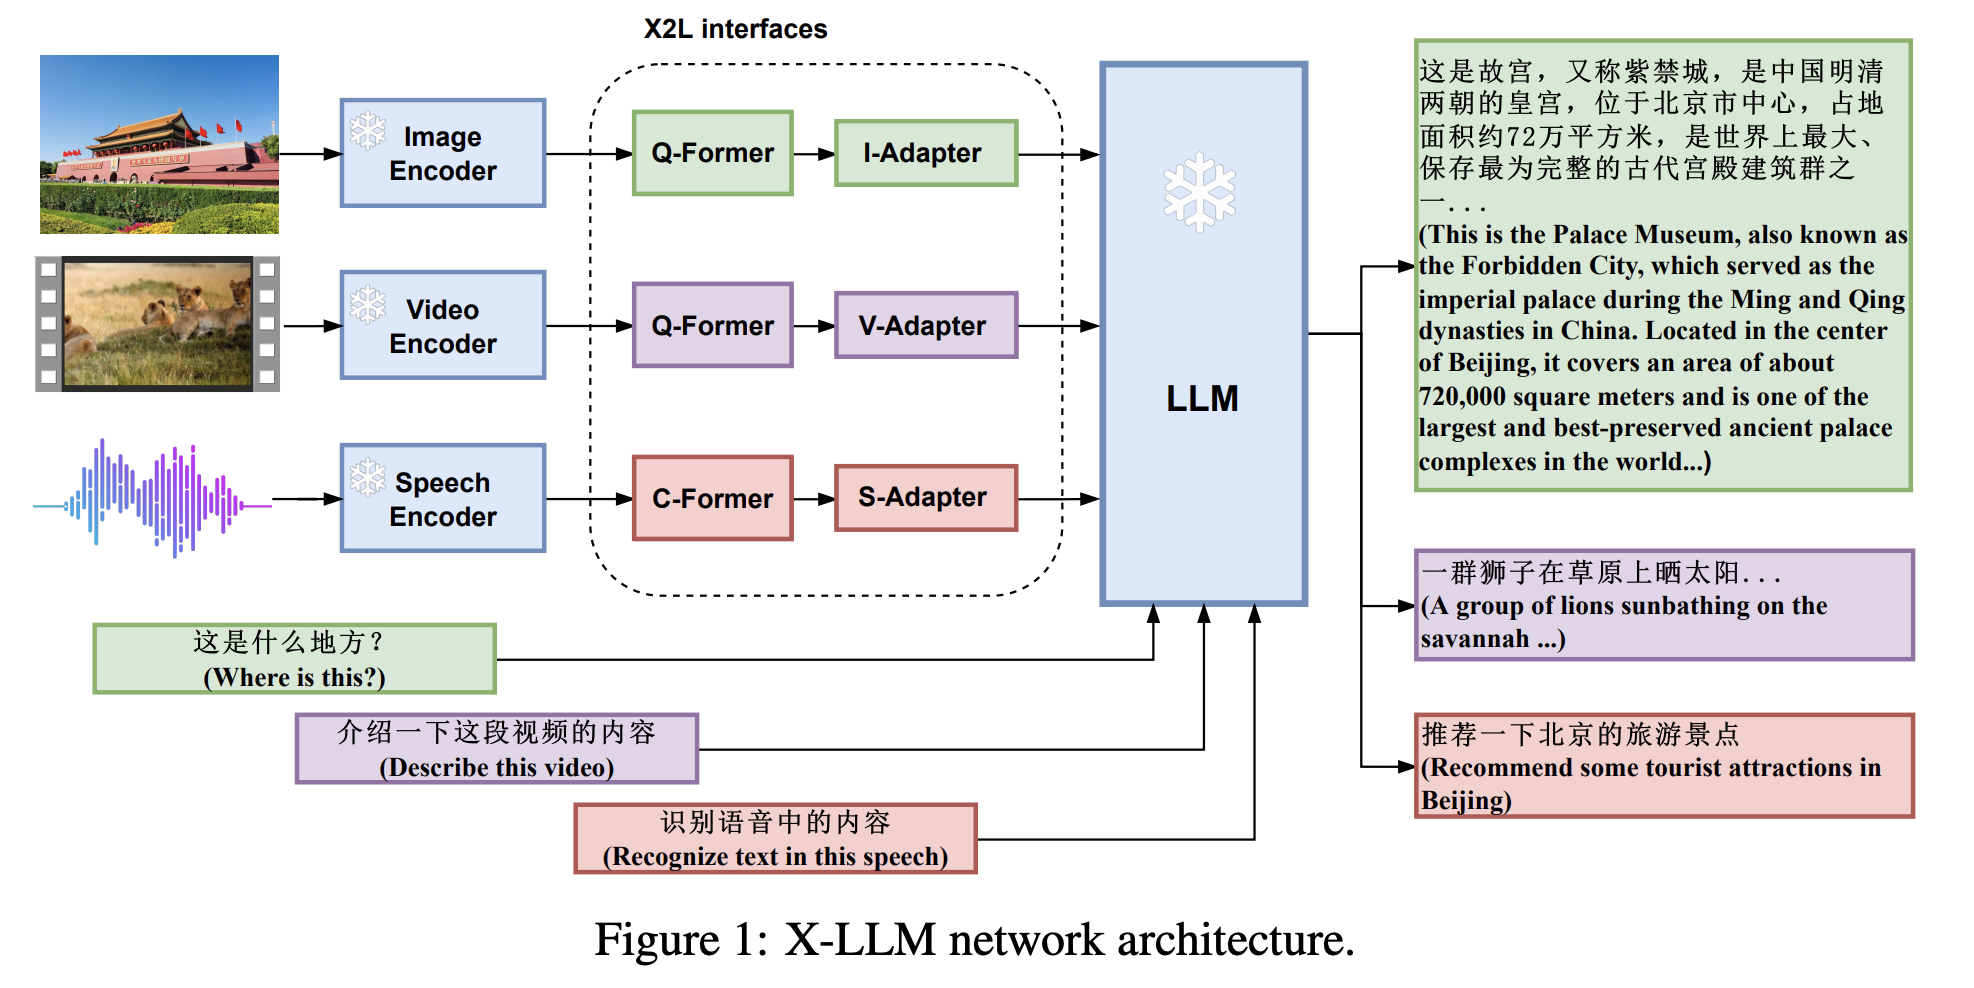 X2L interfaces
Image
Encoder
Q-Former
I-Adapter
Video
Encoder
Q-Former
V-Adapter
Speech
Encoder
C-Former
S-Adapter
LLM
这是什么地方？
(Where is this?)
介绍一下这段视频的内容
(Describe this video)
识别语音中的内容
(Recognize text in this speech)
这是故宫，又称紫禁城，是中国明清
两朝的皇宫，位于北京市中心，占地
面积约72万平方米，是世界上最大、
保存最为完整的古代宫殿建筑群之
一...
(This is the Palace Museum, also known as
the Forbidden City, which served as the
imperial palace during the Ming and Qing
dynasties in China. Located in the center
of Beijing, it covers an area of about
720,000 square meters and is one of the
largest and best-preserved ancient palace
complexes in the world...)
一群狮子在草原上晒太阳...
(A group of lions sunbathing on the
savannah ...)
推荐一下北京的旅游景点
(Recommend some tourist attractions in
Beijing)
Figure 1: X-LLM network architecture.